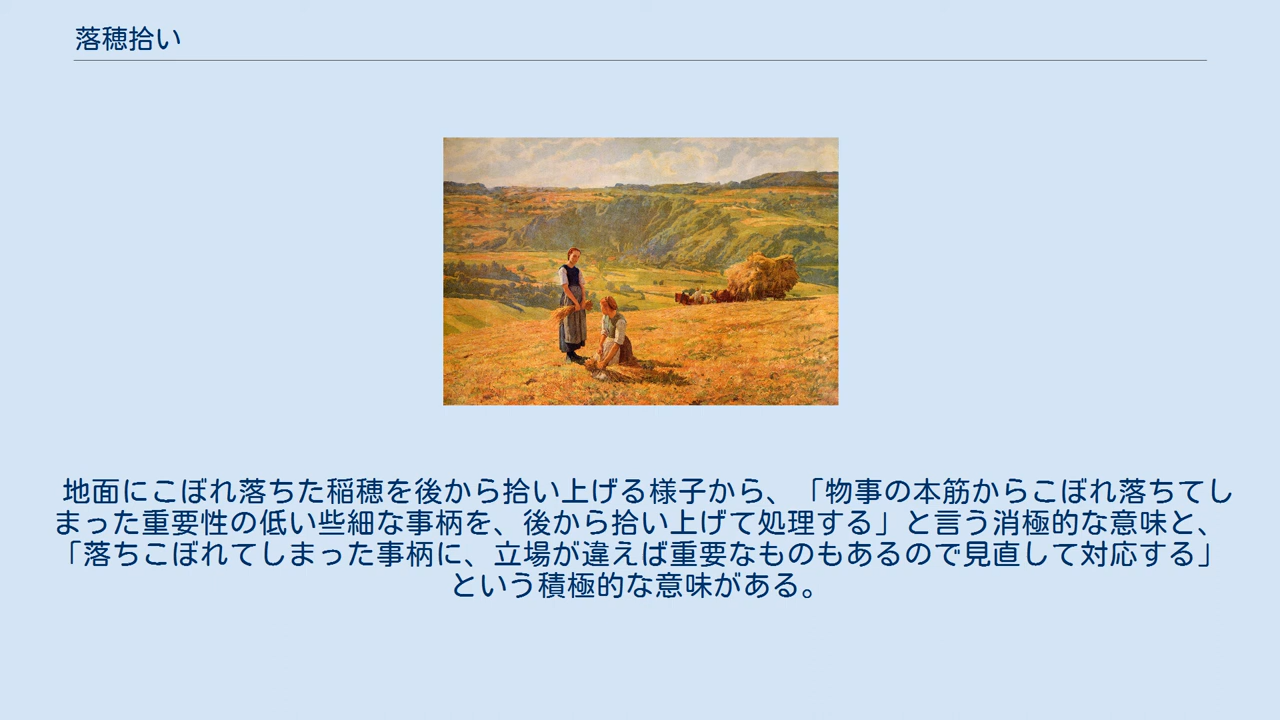 落穂拾い
地面にこぼれ落ちた稲穂を後から拾い上げる様子から、「物事の本筋からこぼれ落ちてし
まった重要性の低い些細な事柄を、後から拾い上げて処理する」と言う消極的な意味と、
「落ちこぼれてしまった事柄に、立場が違えば重要なものもあるので見直して対応する」
という積極的な意味がある。